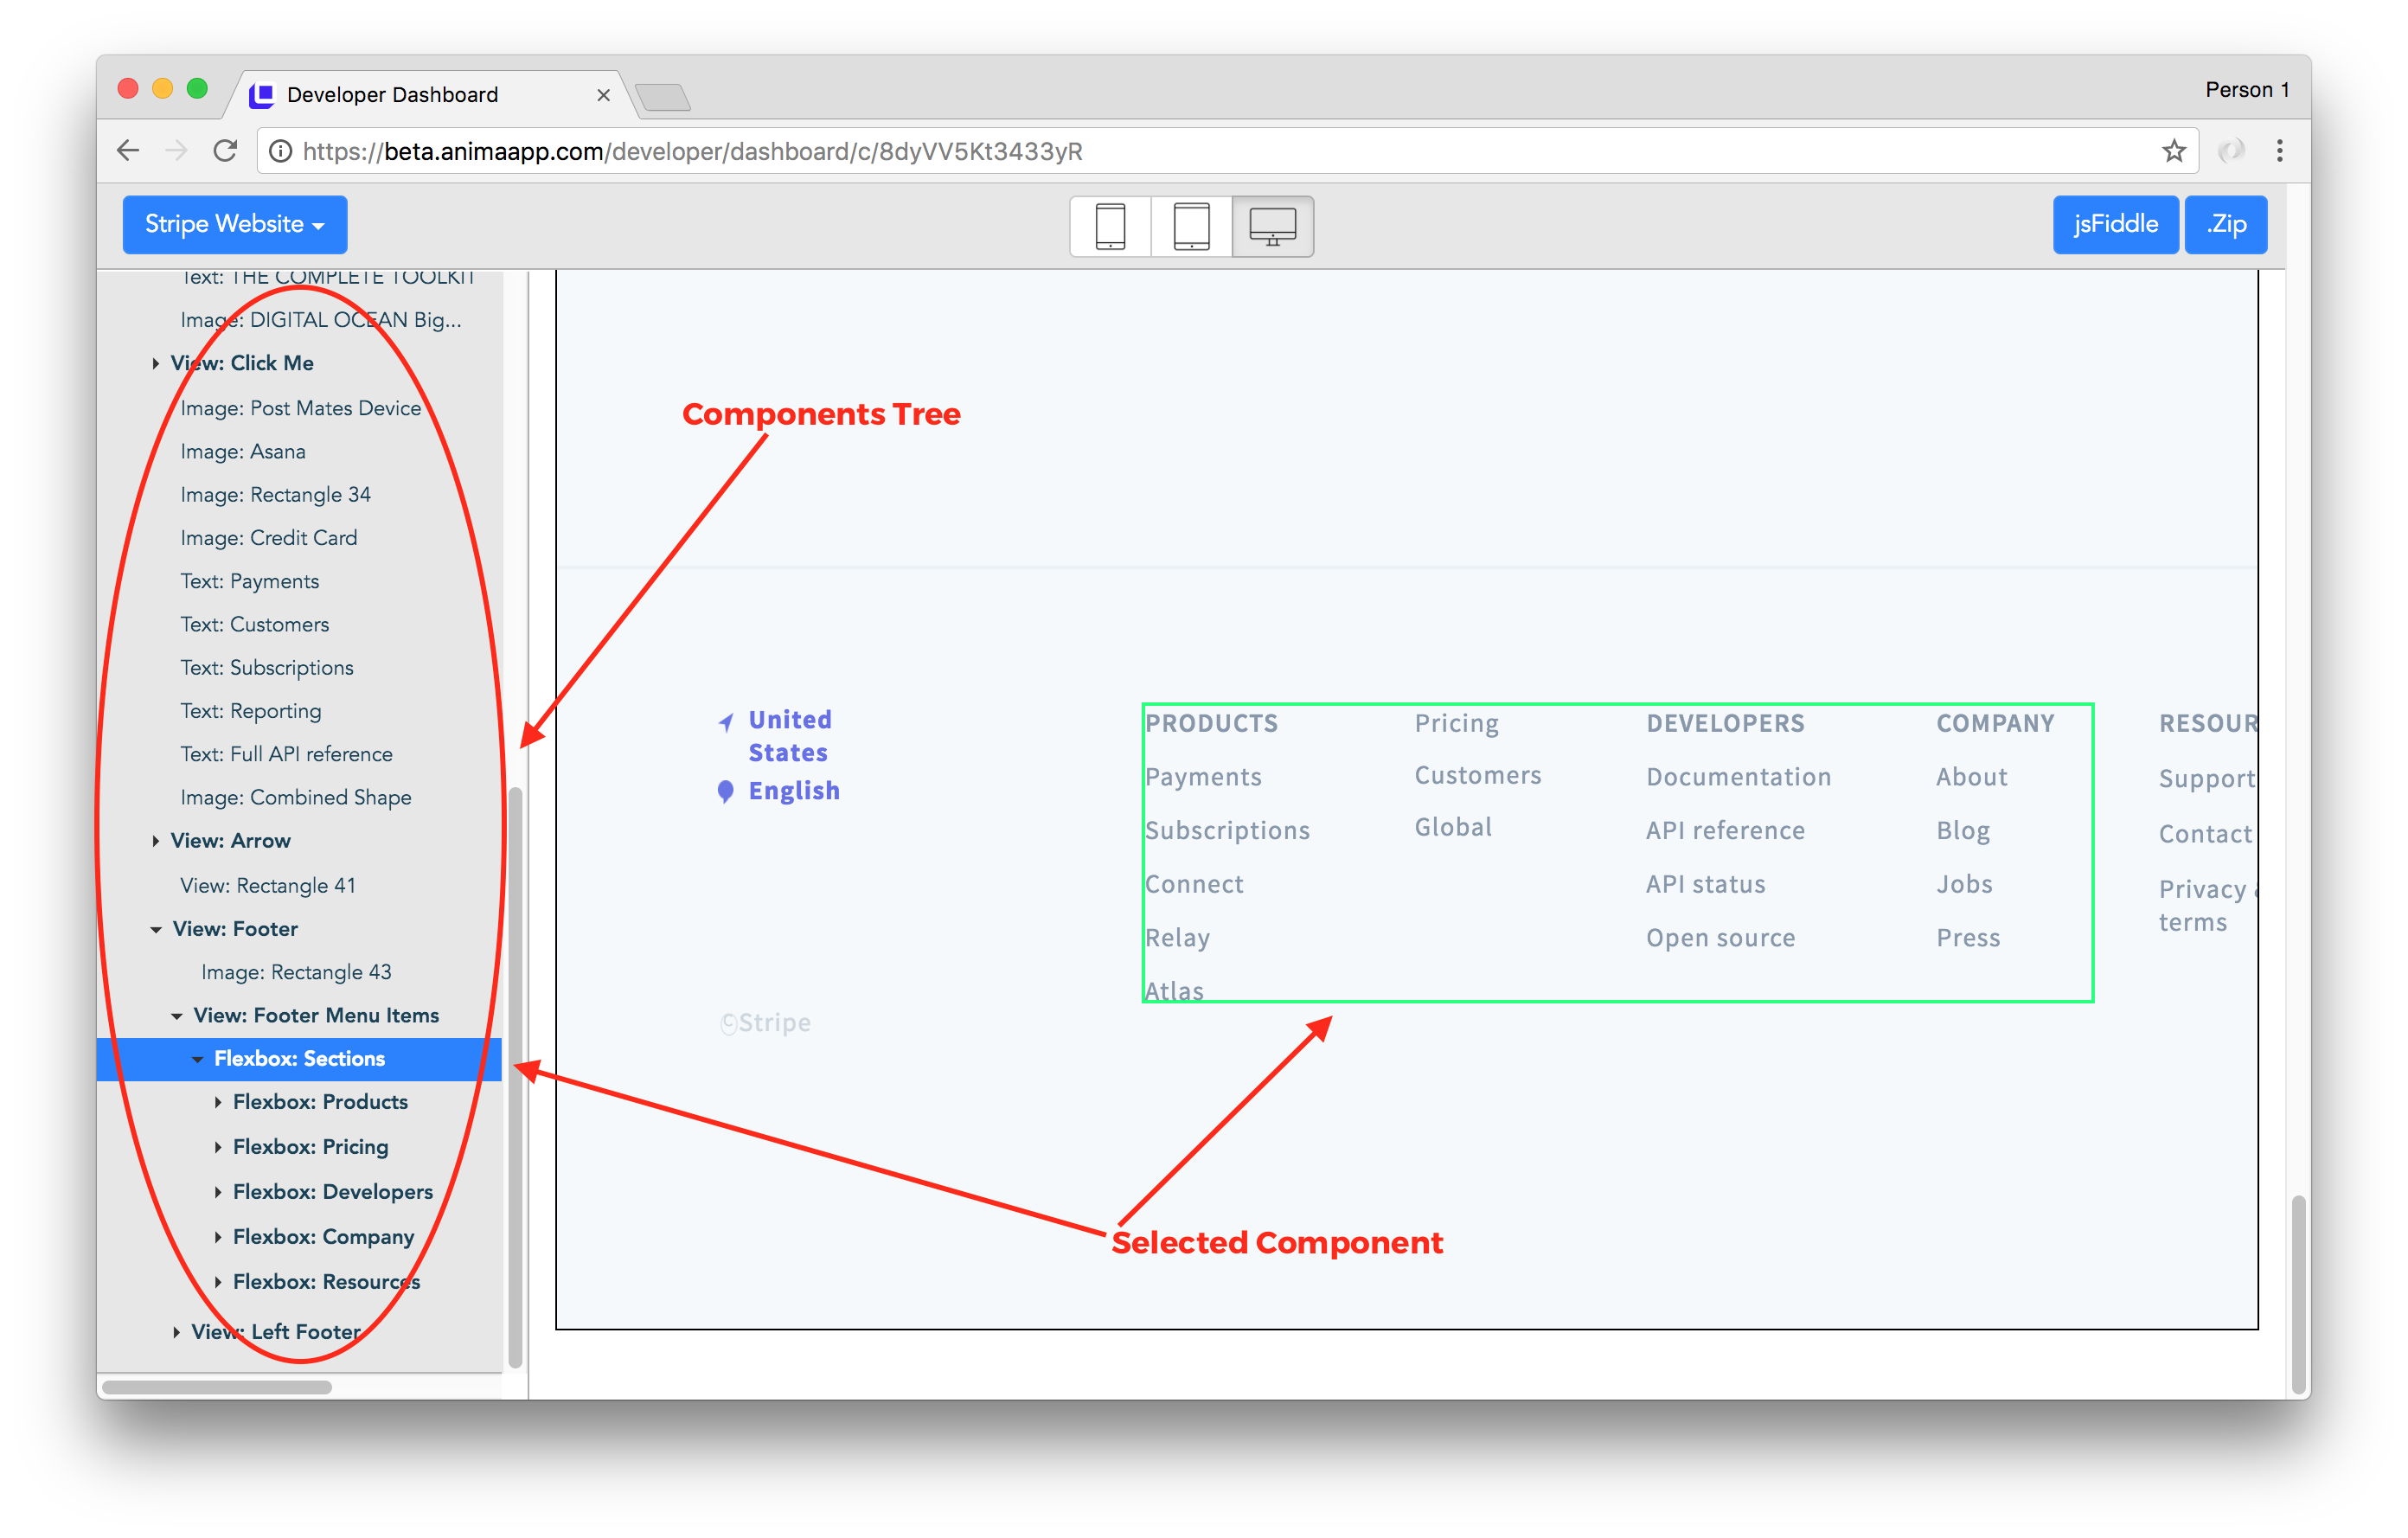 Developer Dashboard
Person 1
https://beta.animaapp.com/developer/dashboard/c/8dyVV5Kt3433yR
Stripe Website
jsFiddle
.Zip
Text: THE COMPLETE TOOLKIT
Image: DIGITAL OCEAN Big...
View: Click Me
Image: Post Mates Device
Image: Asana
Image: Rectangle 34
Image: Credit Card
Text: Payments
Text: Customers
Text: Subscriptions
Text: Reporting
Text: Full API reference
Image: Combined Shape
View: Arrow
View: Rectangle 41
View: Footer
Image: Rectangle 43
View: Footer Menu Items
Flexbox: Sections
Flexbox: Products
Flexbox: Pricing
Flexbox: Developers
Flexbox: Company
Flexbox: Resources
View: Left Footer
Components Tree
United
States
English
©Stripe
PRODUCTS
Payments
Subscriptions
Connect
Relay
Atlas
Pricing
Customers
Global
DEVELOPERS
Documentation
API reference
API status
Open source
COMPANY
About
Blog
Jobs
Press
RESOUR
Support
Contact
Privacy &
terms
Selected Component